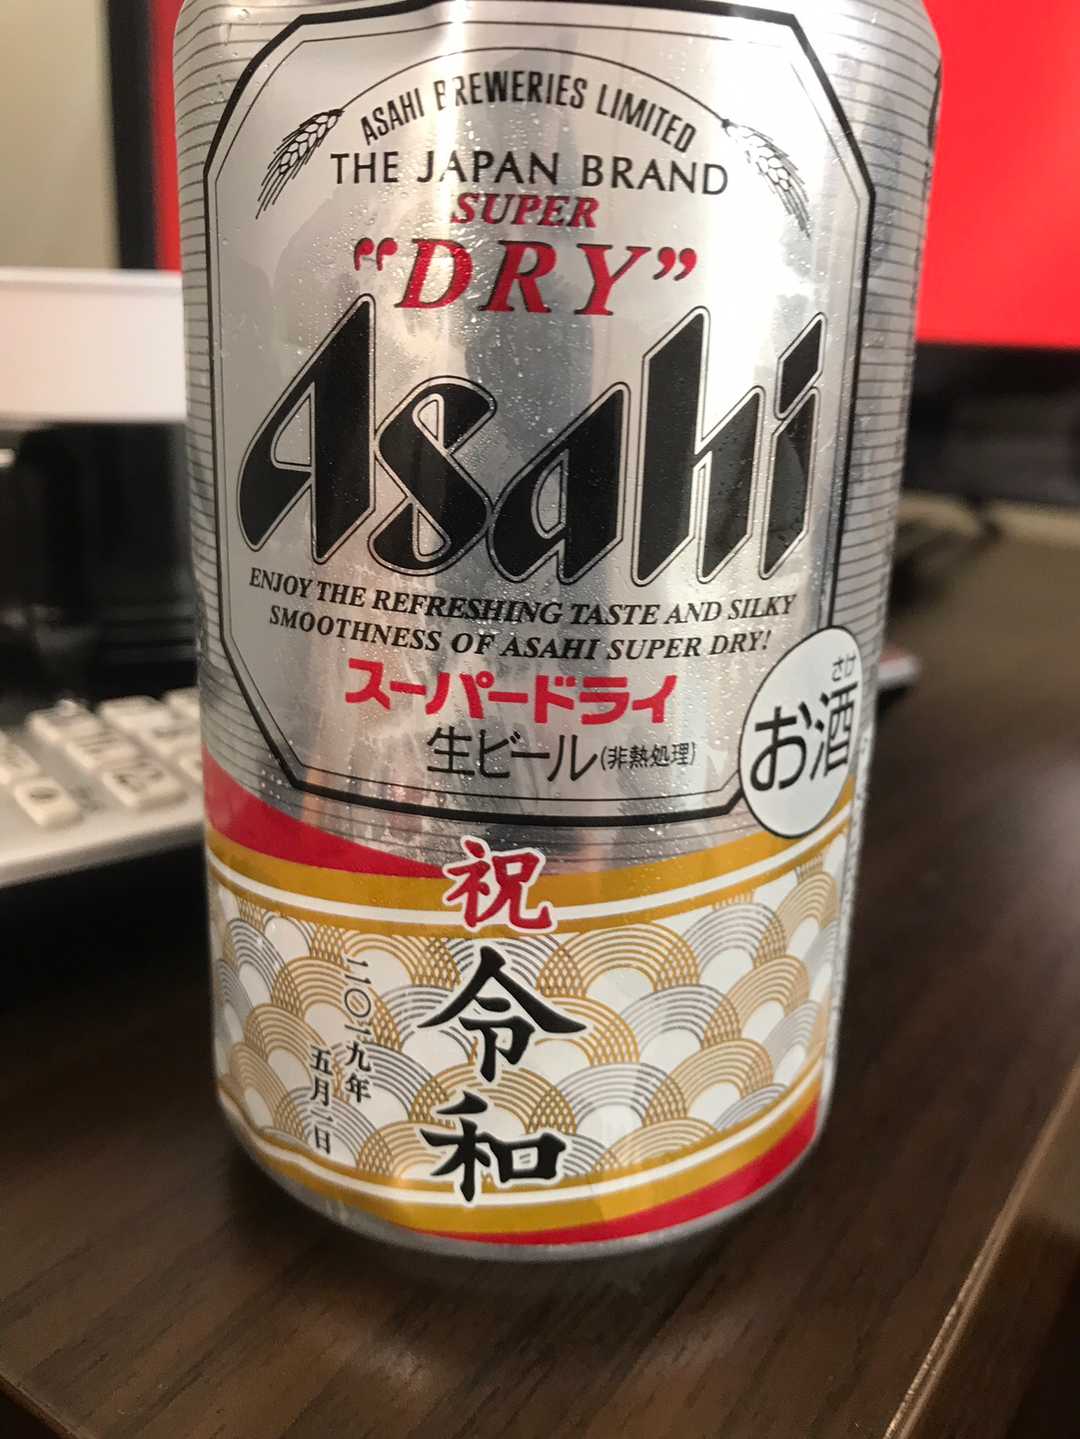 ASAHI BREWERIES LIMITED
THE JAPAN BRAND
SUPER
"DRY"
Asahi
ENJOY THE REFRESHING TASTE AND SILKY
SMOOTHNESS OF ASAHI SUPER DRY!
スーパードライ
生ビール(非熱処理)
さけ
お酒
祝
令和
二〇一九年
五月一日